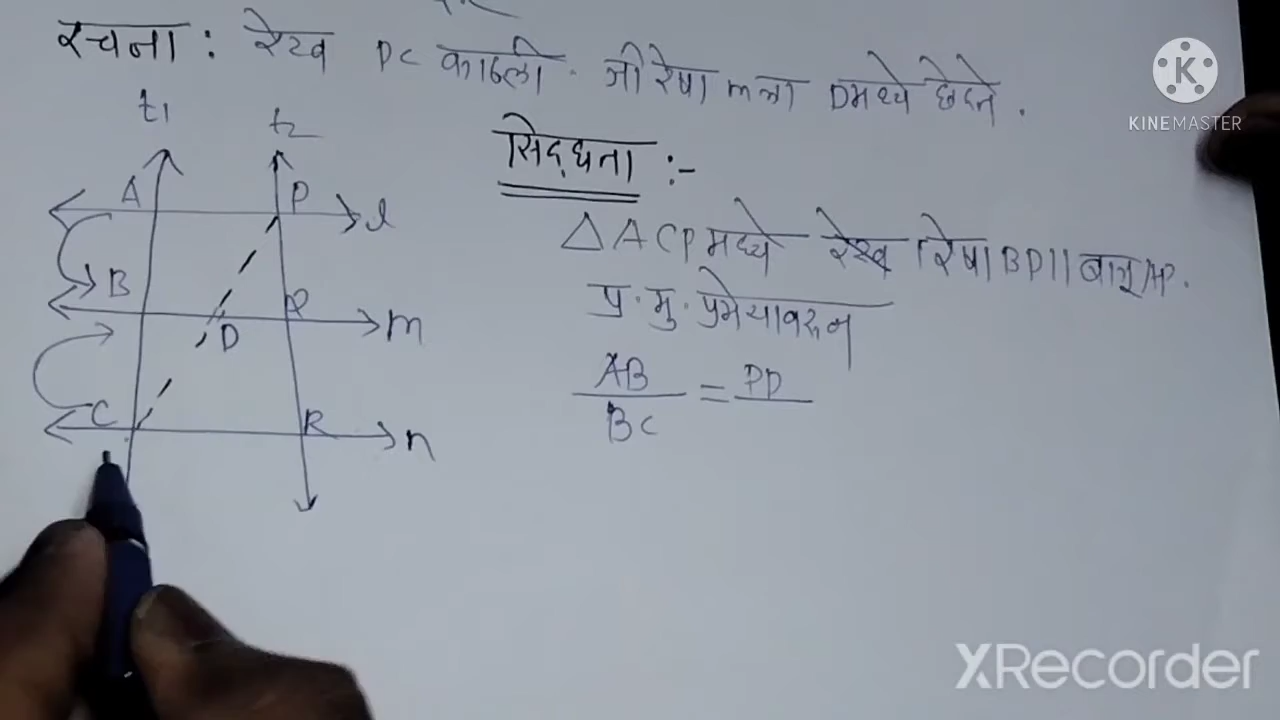 रचना : रेख PC काढली . जी रेषा m ला D मध्ये छेदते .
t1 t2
सिद्धता :-
A P l
△ACP मध्ये रेषा BD || बाजू AP .
B Q m
D
प्र . मु . प्रमेयावरून
AB = PD
BC
C R n
K
KINEMASTER
XRecorder